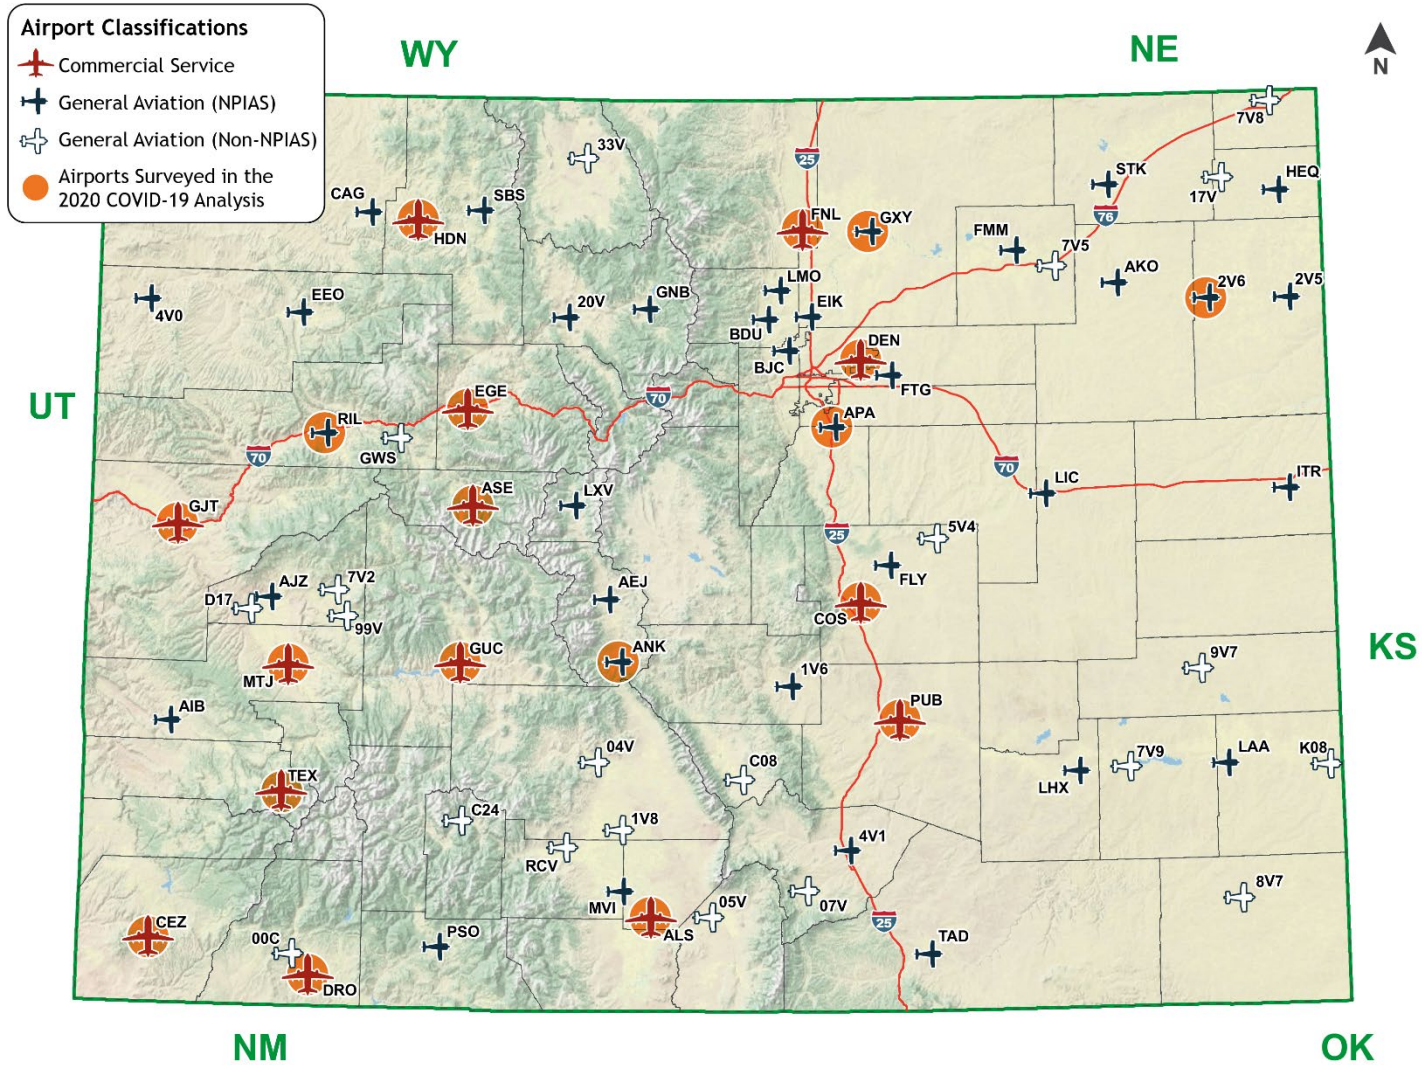 Airport Classifications
Commercial Service
General Aviation (NPIAS)
General Aviation (Non-NPIAS)
Airports Surveyed in the
2020 COVID-19 Analysis
WY
NE
N
7V8
33V
25
STK
HEQ
17V
CAG
SBS
HDN
FNL
GXY
76
FMM
7V5
AKO
2V6
2V5
LMO
EIK
BDU
BJC
4V0
EEO
20V
GNB
DEN
FTG
UT
EGE
70
APA
RIL
GWS
70
70
LIC
ITR
GJT
ASE
LXV
25
5V4
FLY
AJZ
7V2
D17
99V
AEJ
COS
MTJ
GUC
ANK
1V6
9V7
KS
AIB
PUB
04V
C08
LHX
7V9
LAA
K08
TEX
C24
1V8
RCV
4V1
MVI
ALS
05V
07V
8V7
25
CEZ
00C
DRO
PSO
TAD
NM
OK